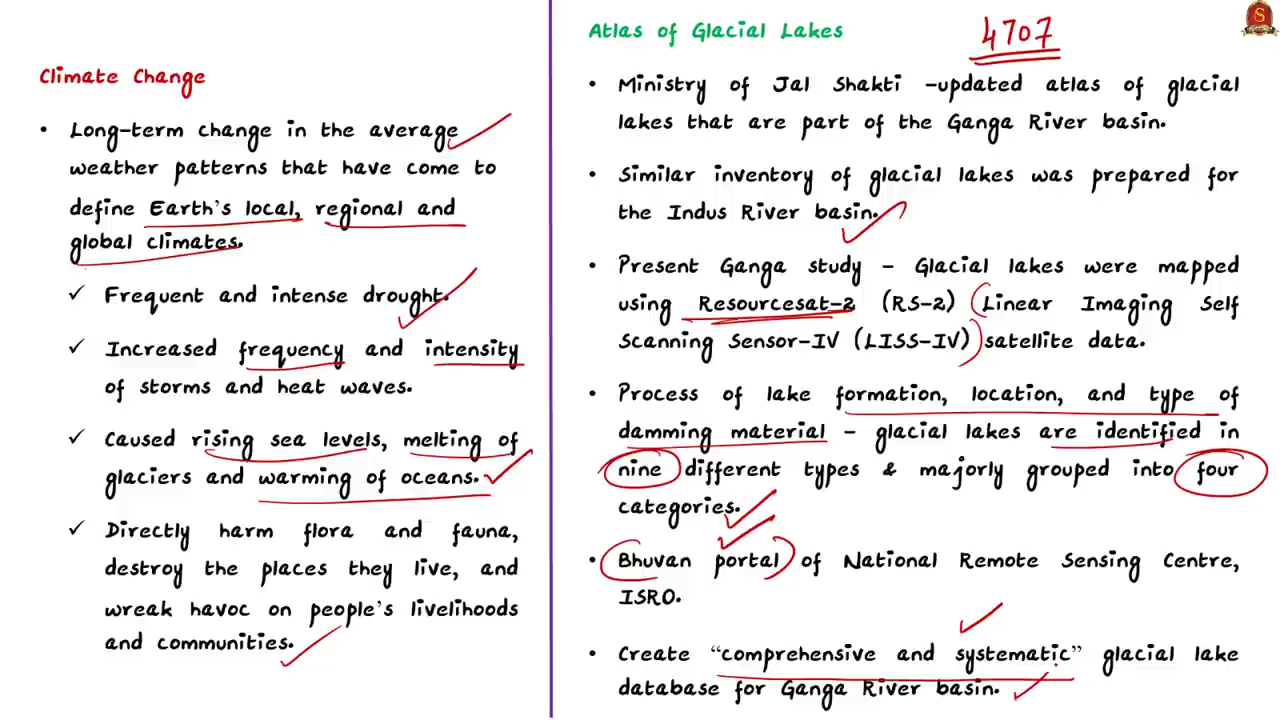 Climate Change
• Long-term change in the average
weather patterns that have come to
define Earth's local, regional and
global climates.
✓ Frequent and intense drought.
✓ Increased frequency and intensity
of storms and heat waves.
✓ Caused rising sea levels, melting of
glaciers and warming of oceans.
✓ Directly harm flora and fauna,
destroy the places they live, and
wreak havoc on people's livelihoods
and communities.
Atlas of Glacial Lakes
4707
• Ministry of Jal Shakti -updated atlas of glacial
lakes that are part of the Ganga River basin.
• Similar inventory of glacial lakes was prepared for
the Indus River basin.
• Present Ganga study - Glacial lakes were mapped
using Resourcesat-2 (RS-2) Linear Imaging Self
Scanning Sensor-IV (LISS-IV) satellite data.
• Process of lake formation, location, and type of
damming material - glacial lakes are identified in
nine different types & majorly grouped into four
categories.
• Bhuvan portal of National Remote Sensing Centre,
ISRO.
• Create "comprehensive and systematic" glacial lake
database for Ganga River basin.
S